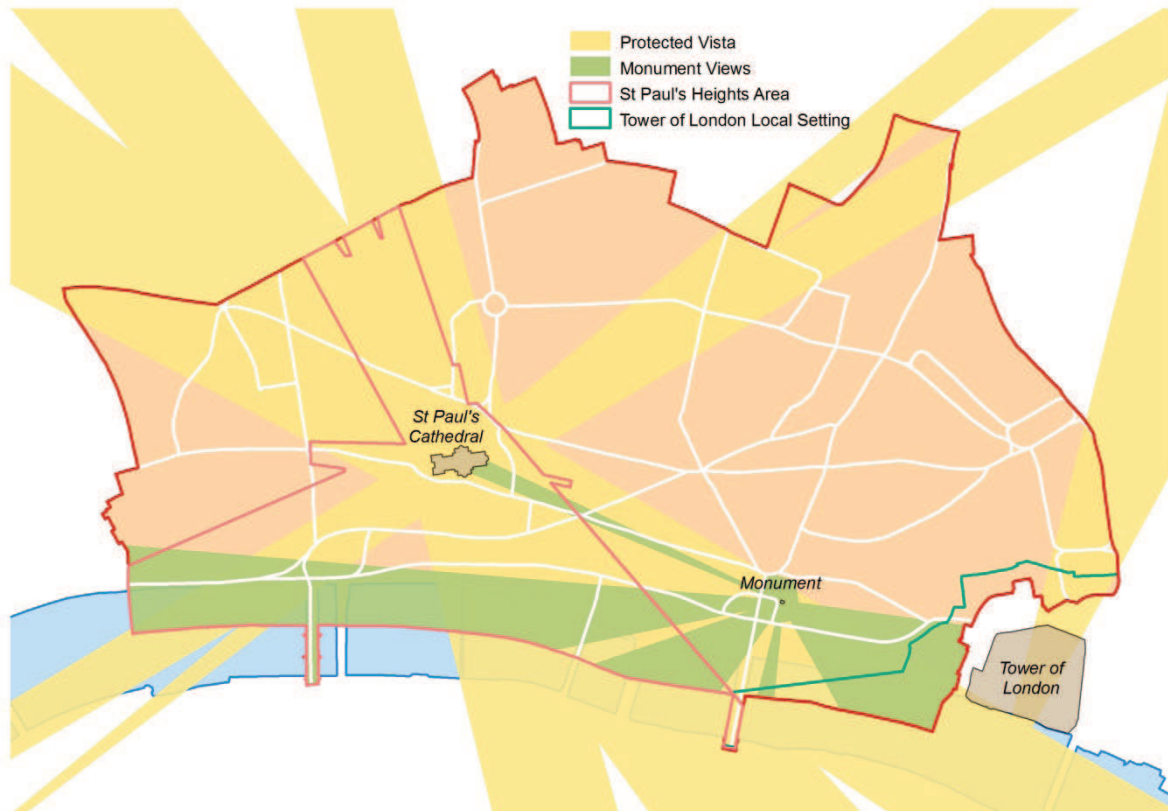 Protected Vista
Monument Views
St Paul's Heights Area
Tower of London Local Setting
St Paul's
Cathedral
Monument
Tower of
London